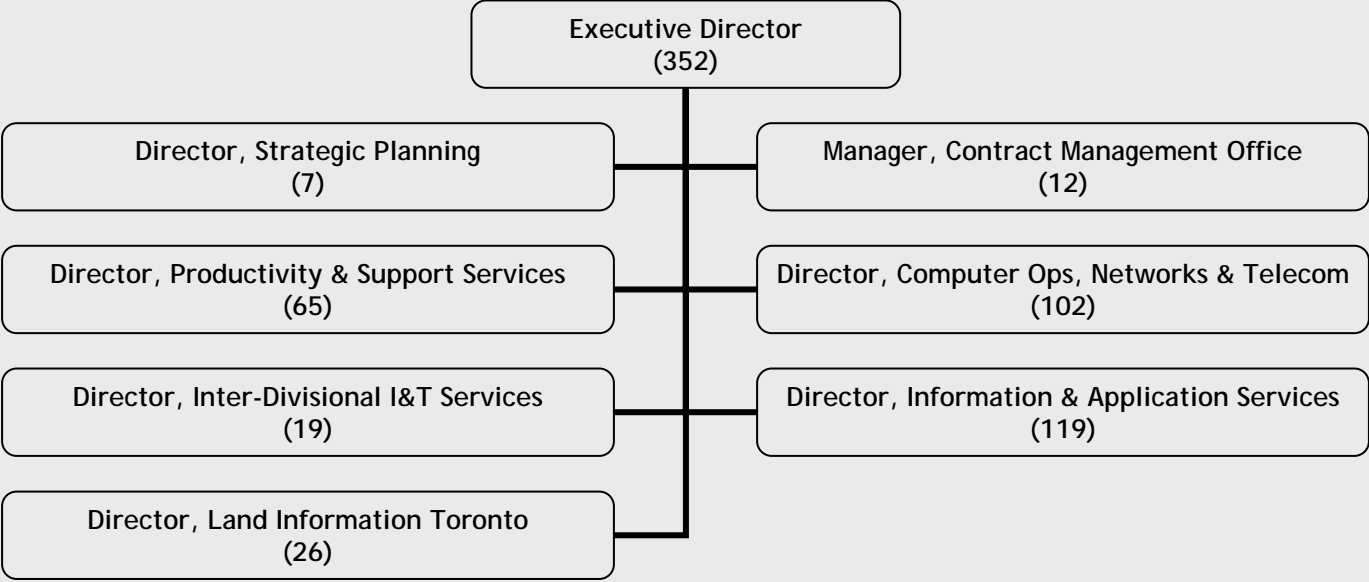 Executive Director
(352)
Director, Strategic Planning
(7)
Manager, Contract Management Office
(12)
Director, Productivity & Support Services
(65)
Director, Computer Ops, Networks & Telecom
(102)
Director, Inter-Divisional I&T Services
(19)
Director, Information & Application Services
(119)
Director, Land Information Toronto
(26)